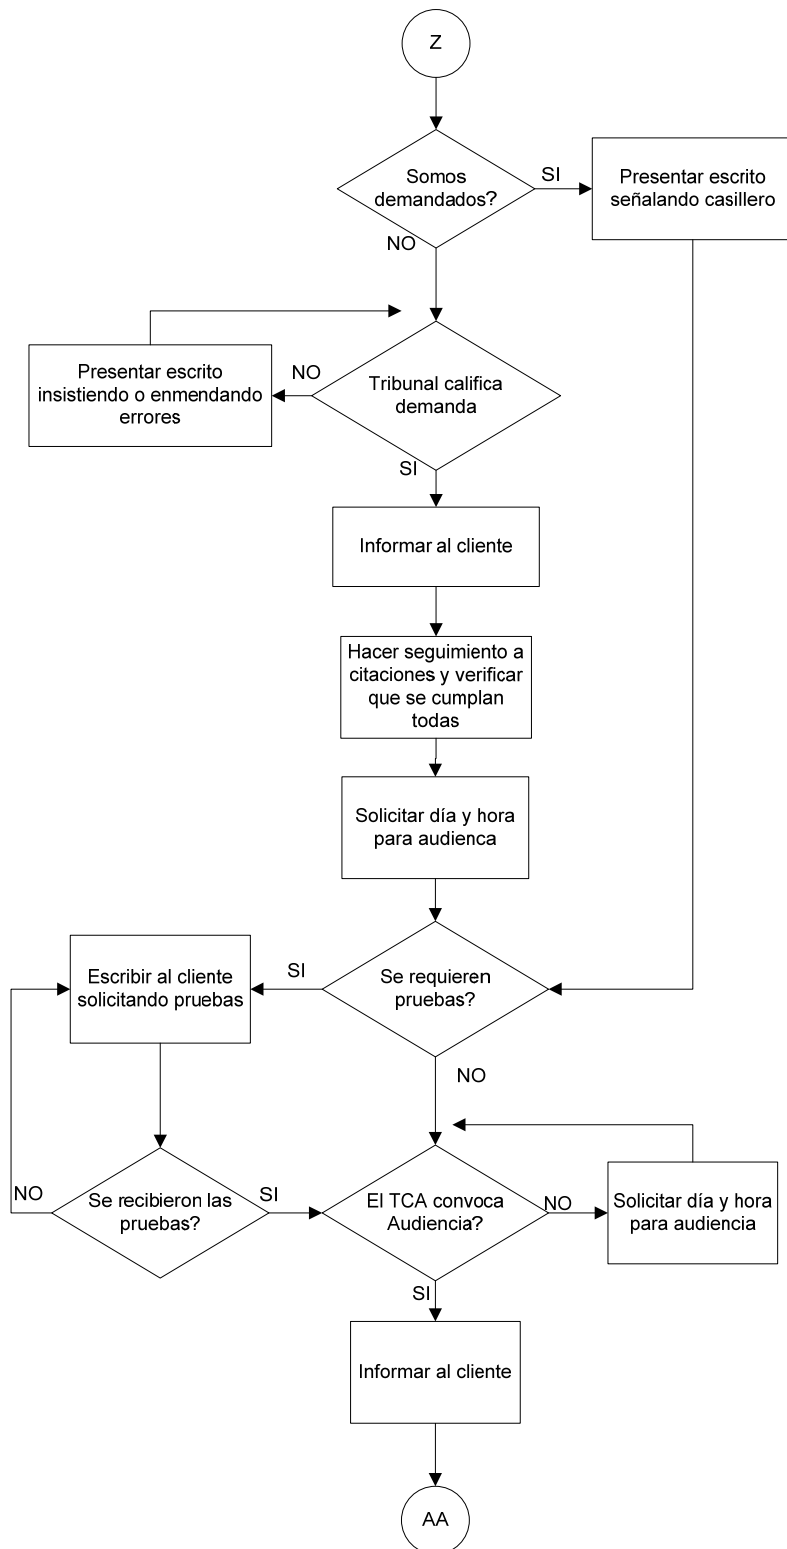 Z
Somos
demandados?
SI
Presentar escrito
señalando casillero
NO
Presentar escrito
insistiendo o enmendando
errores
NO
Tribunal califica
demanda
SI
Informar al cliente
Hacer seguimiento a
citaciones y verificar
que se cumplan
todas
Solicitar día y hora
para audienca
Escribir al cliente
solicitando pruebas
SI
Se requieren
pruebas?
NO
NO
Se recibieron las
pruebas?
SI
El TCA convoca
Audiencia?
NO
Solicitar día y hora
para audiencia
SI
Informar al cliente
AA